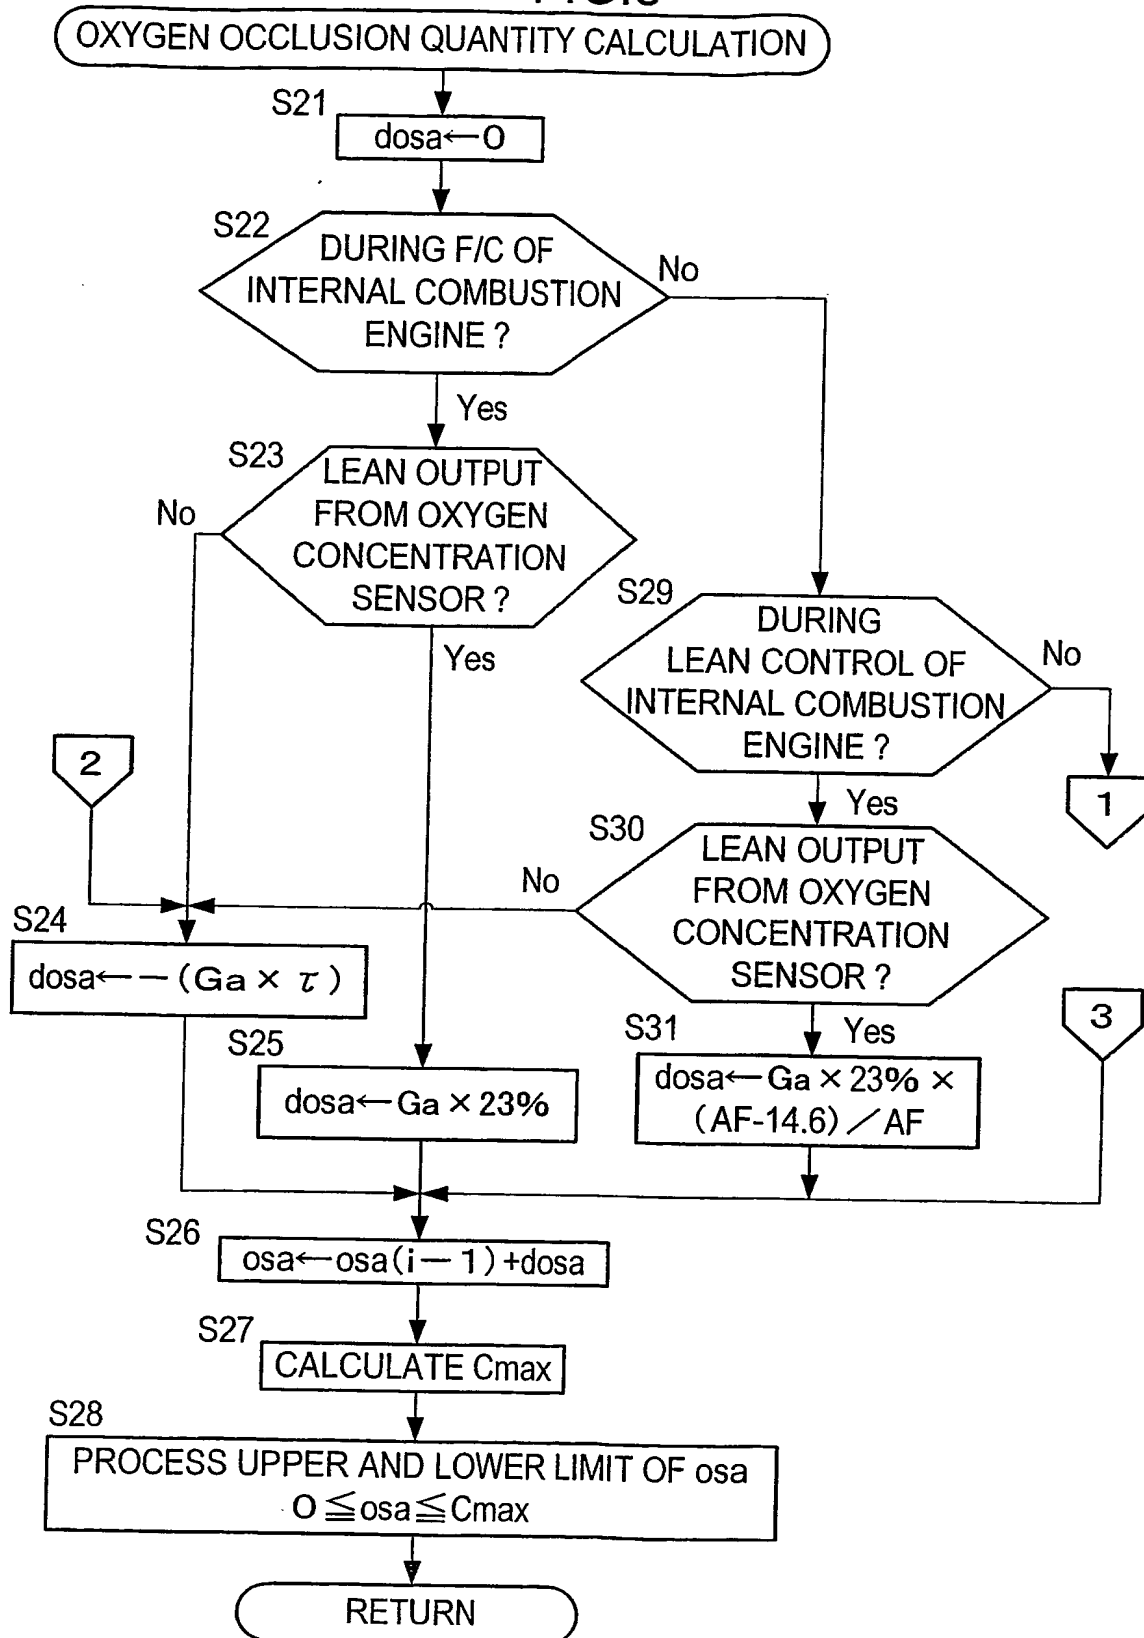 OXYGEN OCCLUSION QUANTITY CALCULATION
S21
dosa←0
S22
DURING F/C OF
INTERNAL COMBUSTION
ENGINE ?
No
Yes
S23
LEAN OUTPUT
FROM OXYGEN
CONCENTRATION
SENSOR ?
No
Yes
S29
DURING
LEAN CONTROL OF
INTERNAL COMBUSTION
ENGINE ?
No
Yes
2
1
S30
LEAN OUTPUT
FROM OXYGEN
CONCENTRATION
SENSOR ?
No
Yes
S24
dosa←−(Ga × τ)
S25
dosa←Ga × 23%
S31
dosa←Ga × 23% ×
(AF-14.6)／AF
3
S26
osa←osa(i−1)+dosa
S27
CALCULATE Cmax
S28
PROCESS UPPER AND LOWER LIMIT OF osa
0≦osa≦Cmax
RETURN